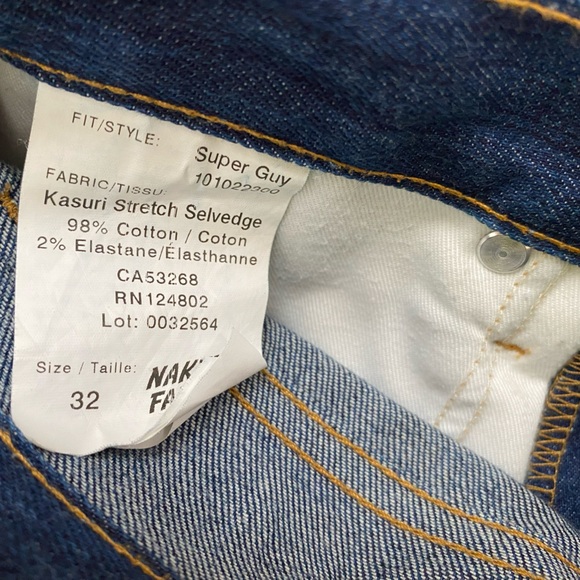 FIT/STYLE: Super Guy
FABRIC/TISSU:
Kasuri Stretch Selvedge
98% Cotton / Coton
2% Elastane/Élasthanne
CA53268
RN124802
Lot: 0032564
Size / Taille:
32